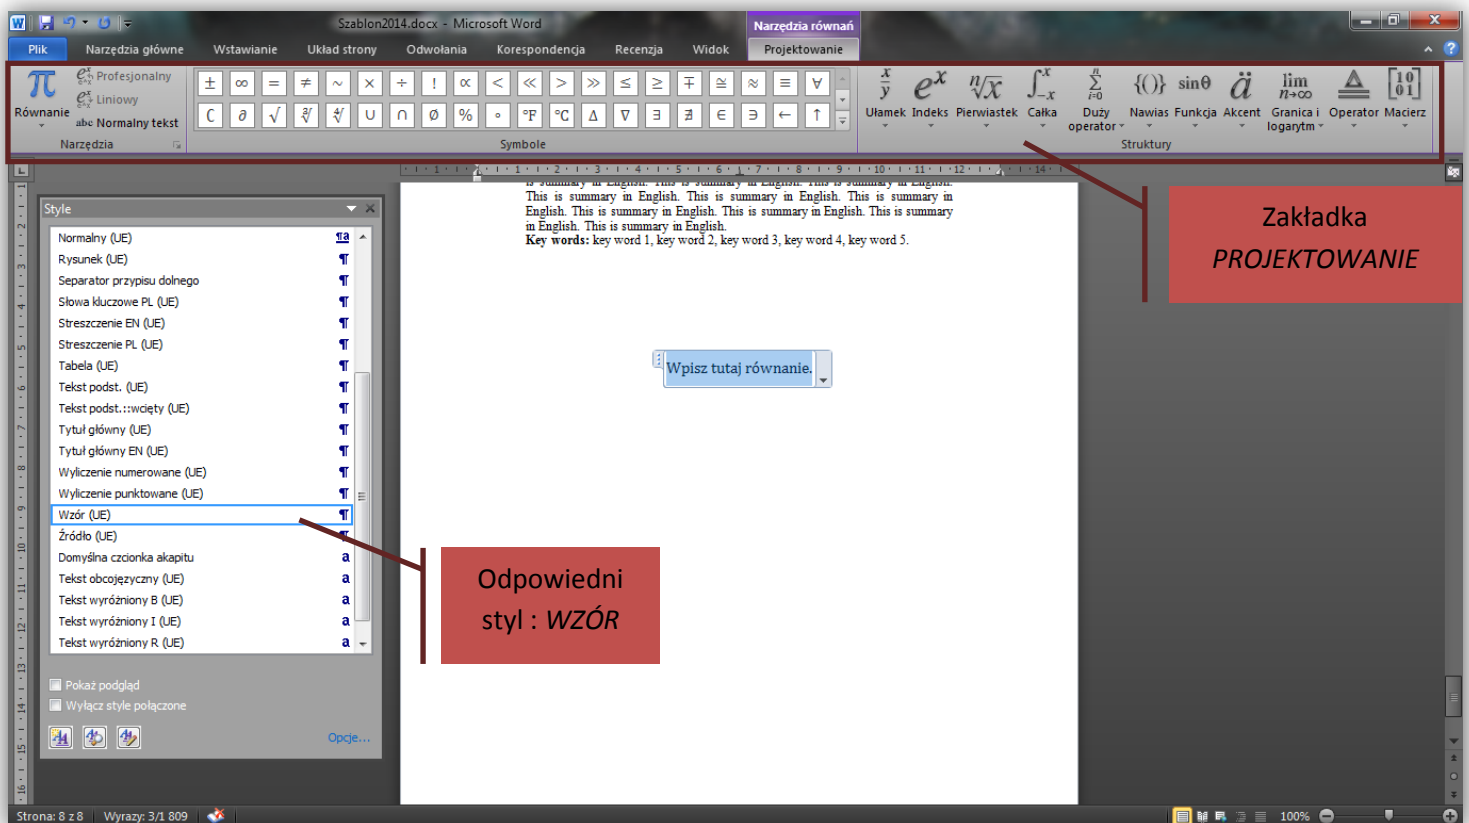 Szablon2014.docx - Microsoft Word
Narzędzia równań
Plik Narzędzia główne Wstawianie Układ strony Odwołania Korespondencja Recenzja Widok Projektowanie
π Równanie
Profesjonalny
Liniowy
abc Normalny tekst
Narzędzia
± ∞ = ≠ ~ × ÷ ! ∝ < ≪ > ≫ ≤ ≥ ∓ ≅ ≈ ≡ ∀
∁ ∂ √ ∛ ∜ ∪ ∩ Ø % ° °F °C Δ ∇ ∃ ∄ ∈ ∋ ← ↑
Symbole
Ułamek Indeks Pierwiastek Całka Duży operator Nawias Funkcja Akcent Granica i logarytm Operator Macierz
Struktury
This is summary in English. This is summary in English. This is summary in
English. This is summary in English. This is summary in English. This is summary
in English. This is summary in English.
Key words: key word 1, key word 2, key word 3, key word 4, key word 5.
Wpisz tutaj równanie.
Zakładka
PROJEKTOWANIE
Style
Normalny (UE)
Rysunek (UE)
Separator przypisu dolnego
Słowa kluczowe PL (UE)
Streszczenie EN (UE)
Streszczenie PL (UE)
Tabela (UE)
Tekst podst. (UE)
Tekst podst.::wcięty (UE)
Tytuł główny (UE)
Tytuł główny EN (UE)
Wyliczenie numerowane (UE)
Wyliczenie punktowane (UE)
Wzór (UE)
Źródło (UE)
Domyślna czcionka akapitu
Tekst obcojęzyczny (UE)
Tekst wyróżniony B (UE)
Tekst wyróżniony I (UE)
Tekst wyróżniony R (UE)
Pokaż podgląd
Wyłącz style połączone
Opcje...
Odpowiedni
styl : WZÓR
Strona: 8 z 8 Wyrazy: 3/1 809
100%